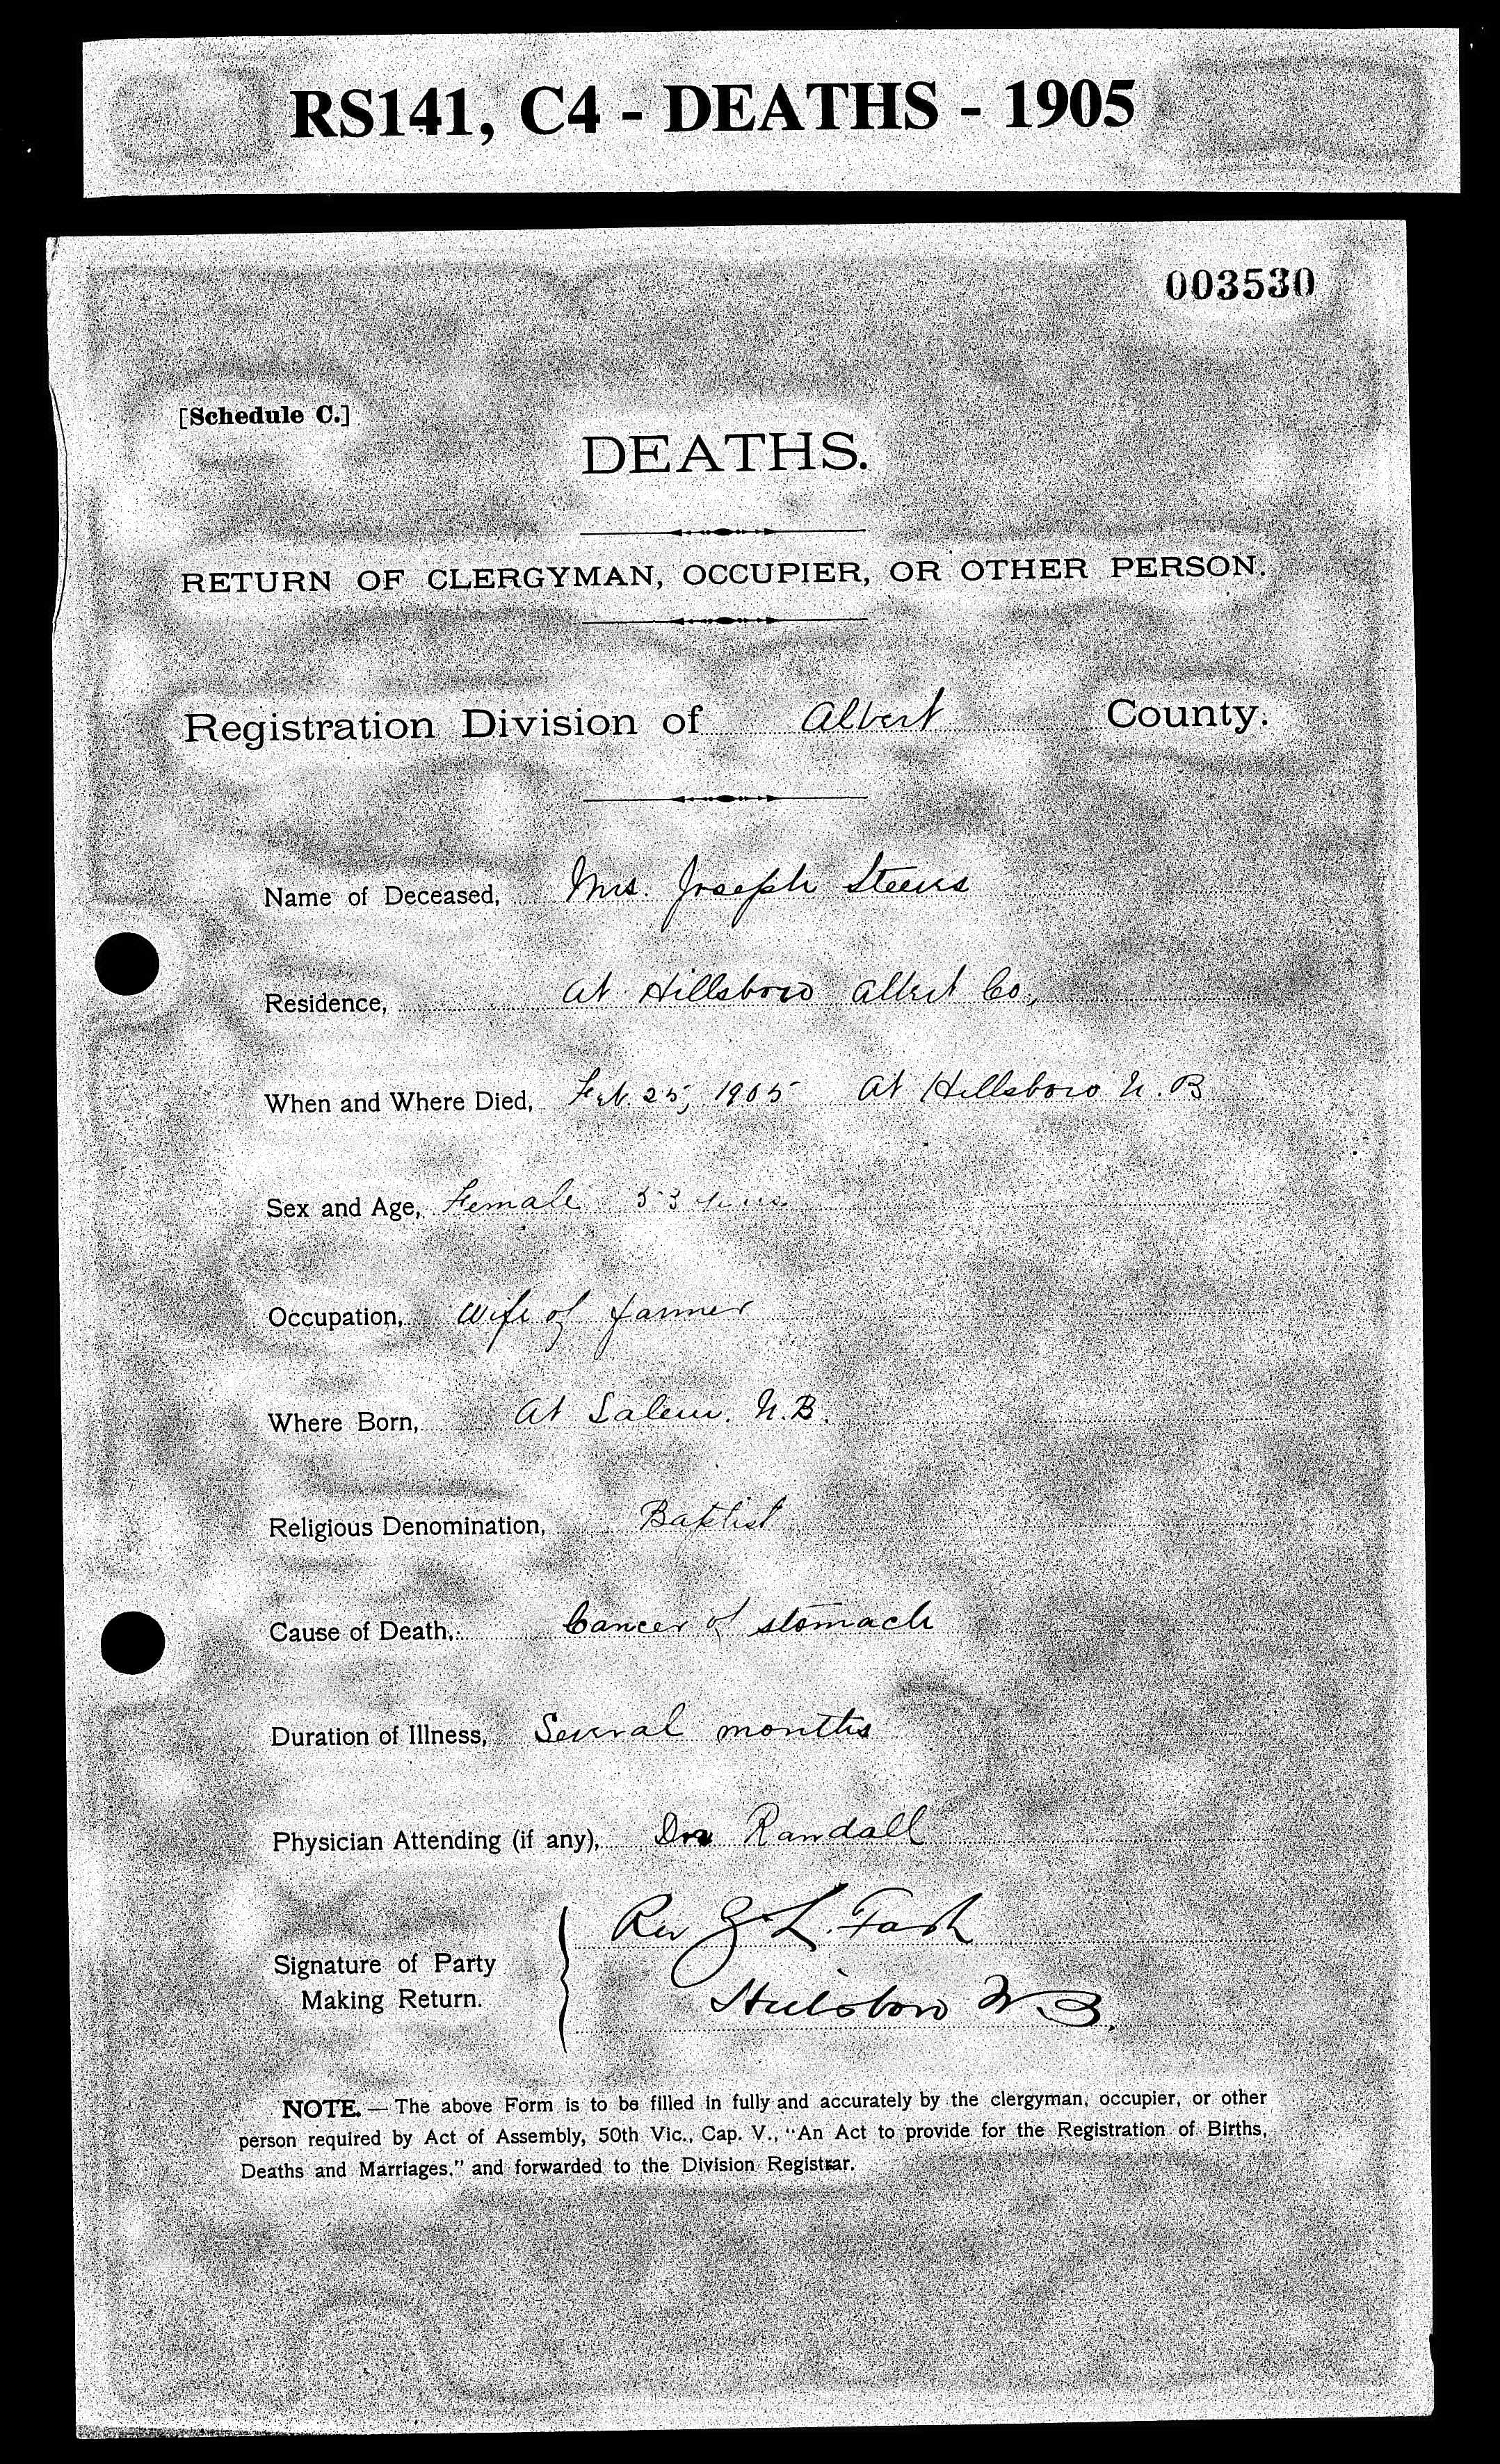 RS141, C4 - DEATHS - 1905
003530
[Schedule C.]
DEATHS.
RETURN OF CLERGYMAN, OCCUPIER, OR OTHER PERSON.
Registration Division of Albert County.
Name of Deceased, Mrs. Joseph Steeves
Residence, at Hillsboro Albert Co.,
When and Where Died, Feb. 25, 1905 at Hillsboro N. B
Sex and Age, Female 53 years
Occupation, Wife of farmer
Where Born, at Salem. N. B.
Religious Denomination, Baptist
Cause of Death, Cancer of stomach
Duration of Illness, Several months
Physician Attending (if any), Dr Randall
Signature of Party Making Return. Rev Z. L. Fash
Hillsboro N. B.
NOTE. — The above Form is to be filled in fully and accurately by the clergyman, occupier, or other
person required by Act of Assembly, 50th Vic., Cap. V., "An Act to provide for the Registration of Births,
Deaths and Marriages," and forwarded to the Division Registrar.